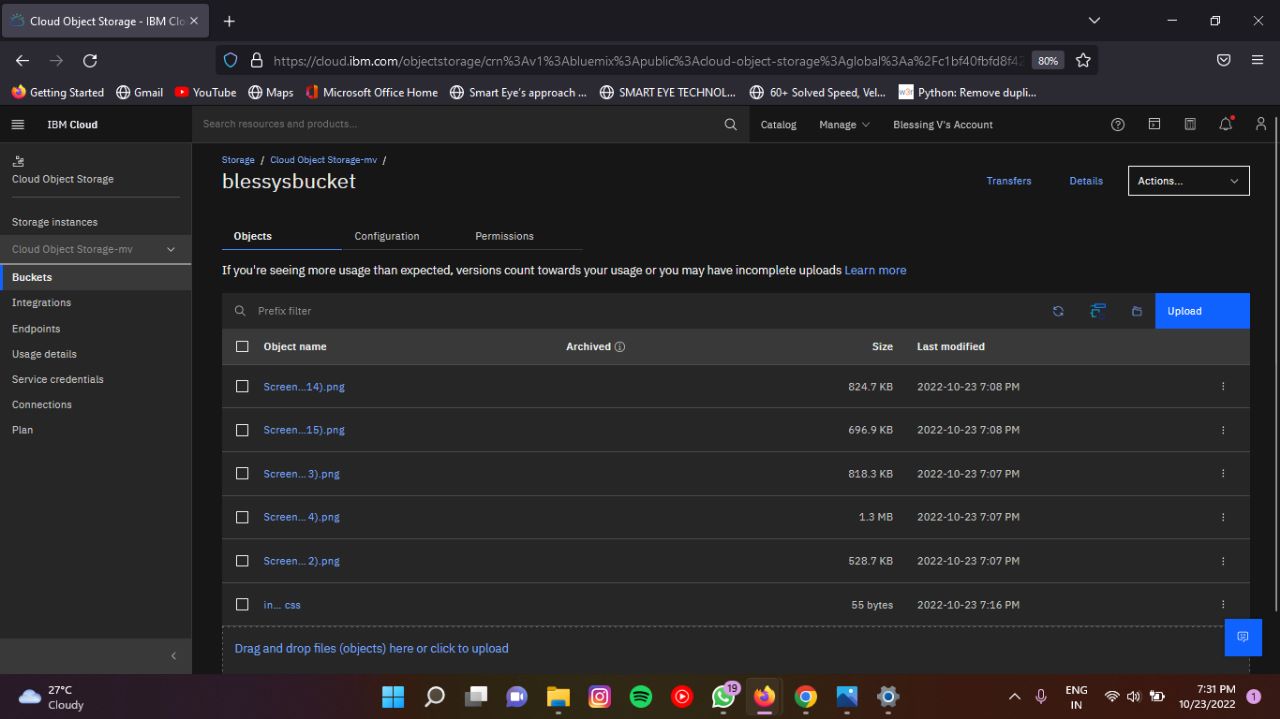 Cloud Object Storage - IBM Clo
https://cloud.ibm.com/objectstorage/crn%3Av1%3Abluemix%3Apublic%3Acloud-object-storage%3Aglobal%3Aa%2Fc1bf40fbfd8f42 80%
Getting Started Gmail YouTube Maps Microsoft Office Home Smart Eye's approach ... SMART EYE TECHNOL... 60+ Solved Speed, Vel... w3r Python: Remove dupli...
IBM Cloud Search resources and products... Catalog Manage Blessing V's Account
Cloud Object Storage
Storage instances
Cloud Object Storage-mv
Buckets
Integrations
Endpoints
Usage details
Service credentials
Connections
Plan
Storage / Cloud Object Storage-mv /
blessysbucket
Transfers Details Actions...
Objects Configuration Permissions
If you're seeing more usage than expected, versions count towards your usage or you may have incomplete uploads Learn more
Prefix filter Upload
Object name Archived Size Last modified
Screen...14).png 824.7 KB 2022-10-23 7:08 PM
Screen...15).png 696.9 KB 2022-10-23 7:08 PM
Screen... 3).png 818.3 KB 2022-10-23 7:07 PM
Screen... 4).png 1.3 MB 2022-10-23 7:07 PM
Screen... 2).png 528.7 KB 2022-10-23 7:07 PM
in... css 55 bytes 2022-10-23 7:16 PM
Drag and drop files (objects) here or click to upload
27°C
Cloudy
19
ENG
IN
7:31 PM
10/23/2022
1